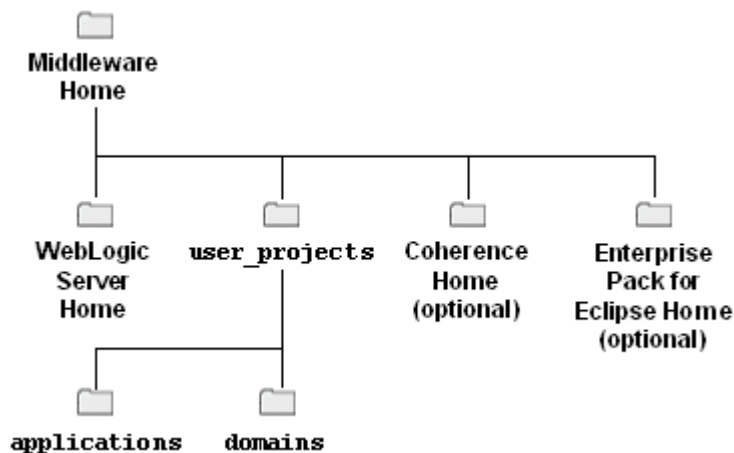 Middleware
Home
WebLogic
Server
Home
user_projects
Coherence
Home
(optional)
Enterprise
Pack for
Eclipse Home
(optional)
applications
domains